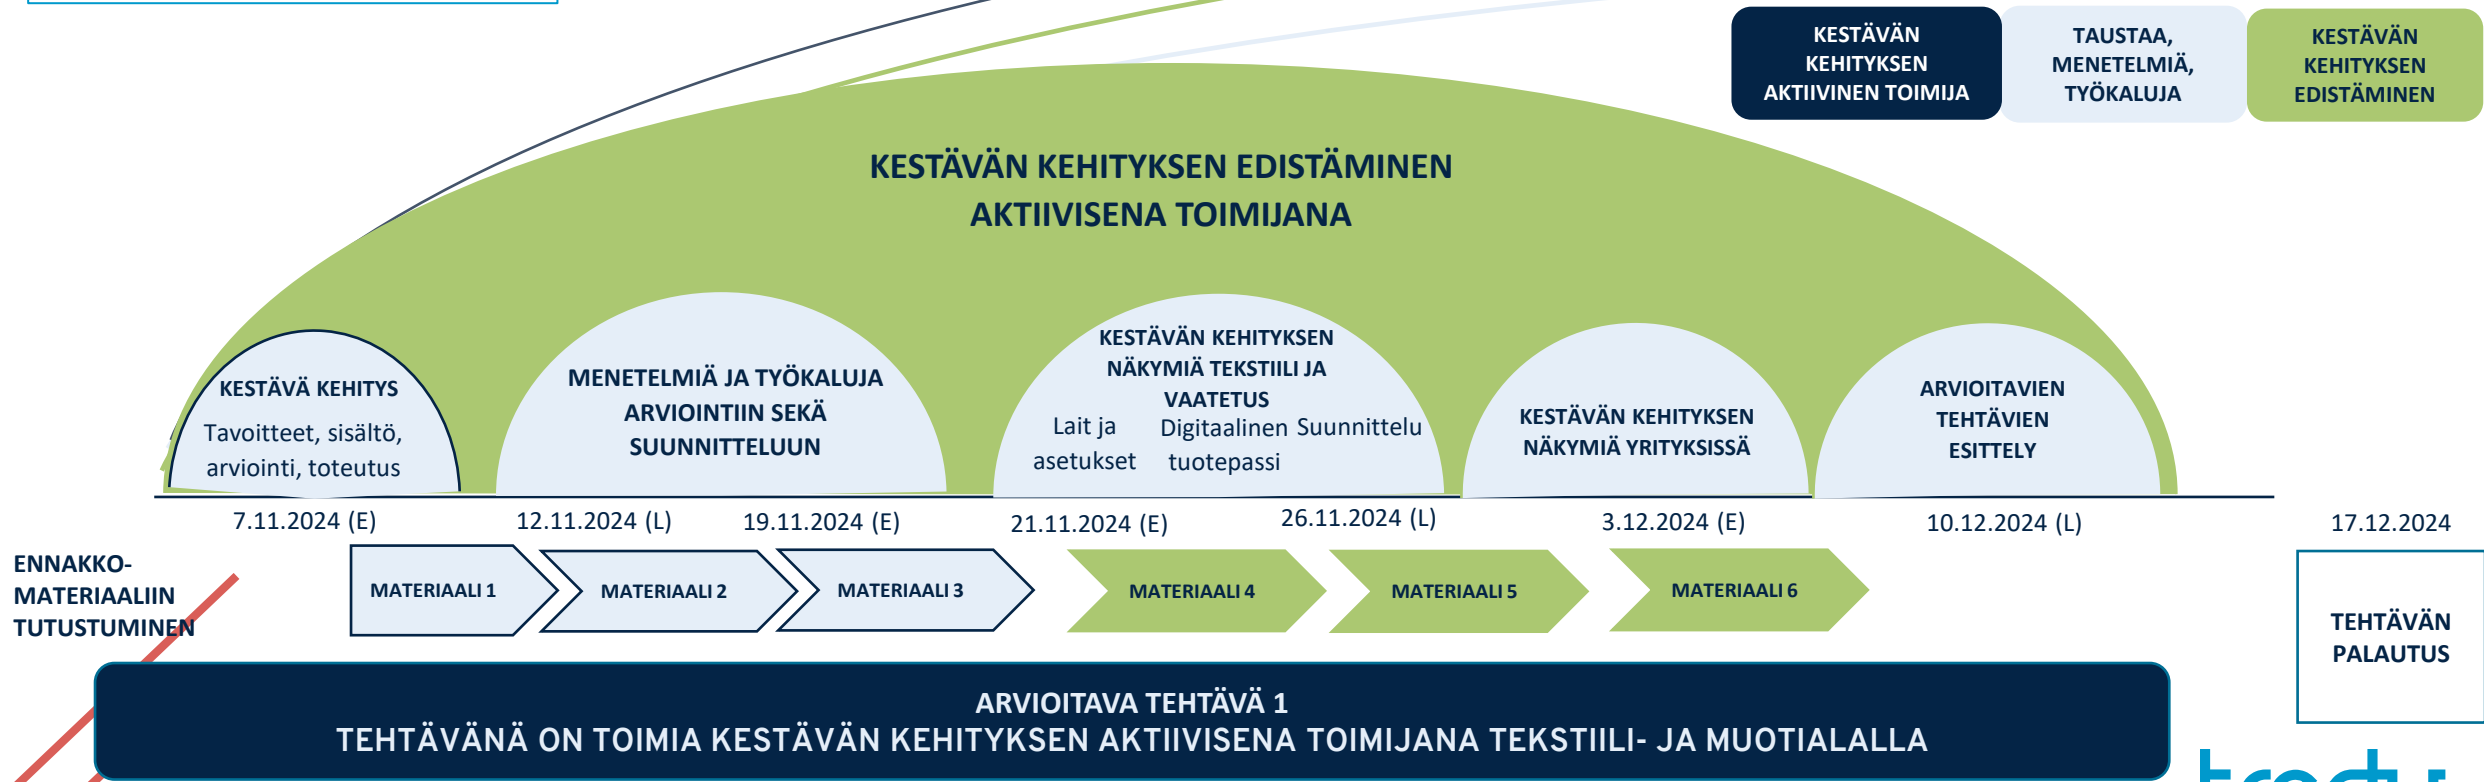 KESTÄVÄN
KEHITYKSEN
AKTIIVINEN TOIMIJA
TAUSTAA,
MENETELMIÄ,
TYÖKALUJA
KESTÄVÄN
KEHITYKSEN
EDISTÄMINEN
KESTÄVÄN KEHITYKSEN EDISTÄMINEN
AKTIIVISENA TOIMIJANA
KESTÄVÄ KEHITYS
Tavoitteet, sisältö,
arviointi, toteutus
MENETELMIÄ JA TYÖKALUJA
ARVIOINTIIN SEKÄ
SUUNNITTELUUN
KESTÄVÄN KEHITYKSEN
NÄKYMIÄ TEKSTIILI JA
VAATETUS
Lait ja
asetukset
Digitaalinen
tuotepassi
Suunnittelu
KESTÄVÄN KEHITYKSEN
NÄKYMIÄ YRITYKSISSÄ
ARVIOITAVIEN
TEHTÄVIEN
ESITTELY
7.11.2024 (E)
12.11.2024 (L)
19.11.2024 (E)
21.11.2024 (E)
26.11.2024 (L)
3.12.2024 (E)
10.12.2024 (L)
17.12.2024
ENNAKKO-
MATERIAALIIN
TUTUSTUMINEN
MATERIAALI 1
MATERIAALI 2
MATERIAALI 3
MATERIAALI 4
MATERIAALI 5
MATERIAALI 6
TEHTÄVÄN
PALAUTUS
ARVIOITAVA TEHTÄVÄ 1
TEHTÄVÄNÄ ON TOIMIA KESTÄVÄN KEHITYKSEN AKTIIVISENA TOIMIJANA TEKSTIILI- JA MUOTIALALLA